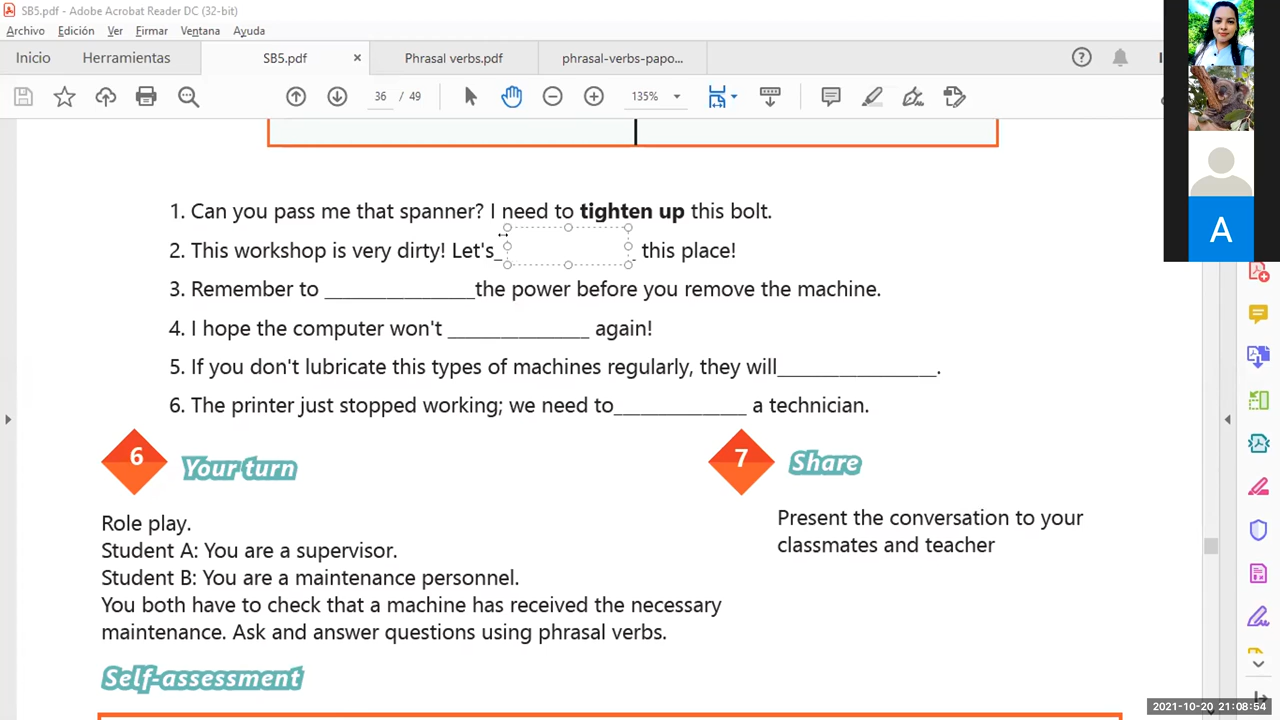 SB5.pdf - Adobe Acrobat Reader DC (32-bit)
Archivo Edición Ver Firmar Ventana Ayuda
Inicio Herramientas SB5.pdf × Phrasal verbs.pdf phrasal-verbs-papo...
36 / 49 135%
1. Can you pass me that spanner? I need to tighten up this bolt.
2. This workshop is very dirty! Let's_ _ this place!
3. Remember to _______________the power before you remove the machine.
4. I hope the computer won't ______________ again!
5. If you don't lubricate this types of machines regularly, they will________________.
6. The printer just stopped working; we need to_____________ a technician.
6 Your turn
7 Share
Role play.
Student A: You are a supervisor.
Student B: You are a maintenance personnel.
You both have to check that a machine has received the necessary
maintenance. Ask and answer questions using phrasal verbs.
Present the conversation to your
classmates and teacher
Self-assessment
A
2021-10-20 21:08:54